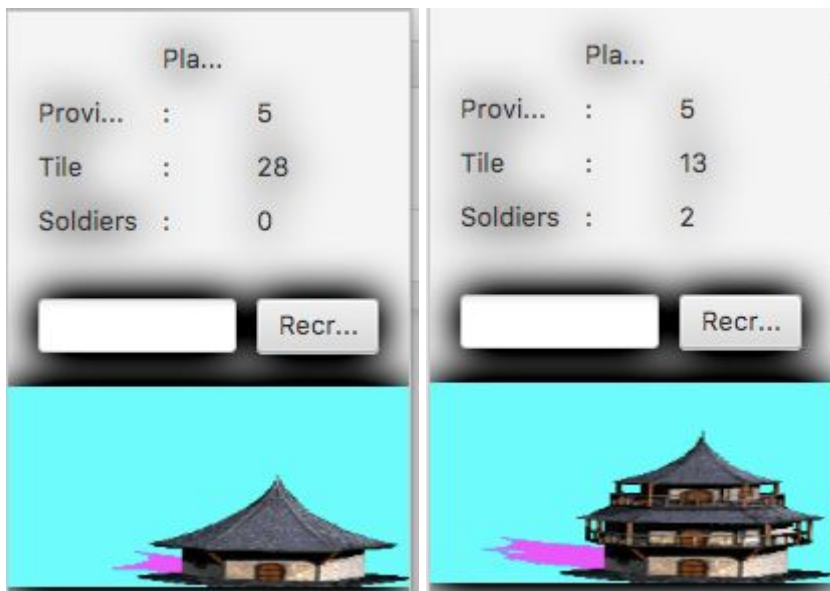 Pla...
Provi... : 5
Tile : 28
Soldiers : 0
Recr...
Pla...
Provi... : 5
Tile : 13
Soldiers : 2
Recr...